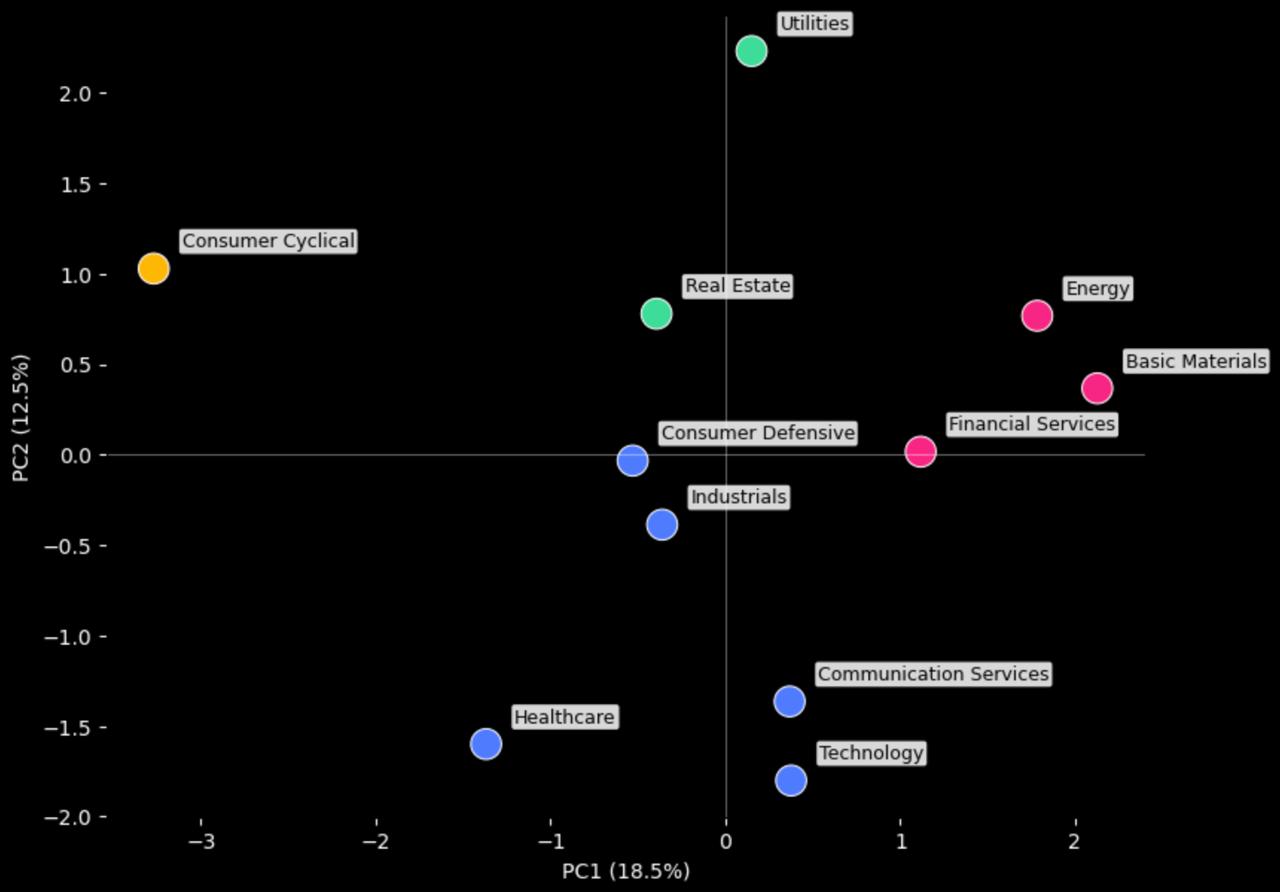 Utilities
2.0
1.5
Consumer Cyclical
1.0
Real Estate
Energy
0.5
Basic Materials
Financial Services
Consumer Defensive
0.0
Industrials
−0.5
−1.0
Communication Services
Healthcare
−1.5
Technology
−2.0
PC2 (12.5%)
−3
−2
−1
0
1
2
PC1 (18.5%)